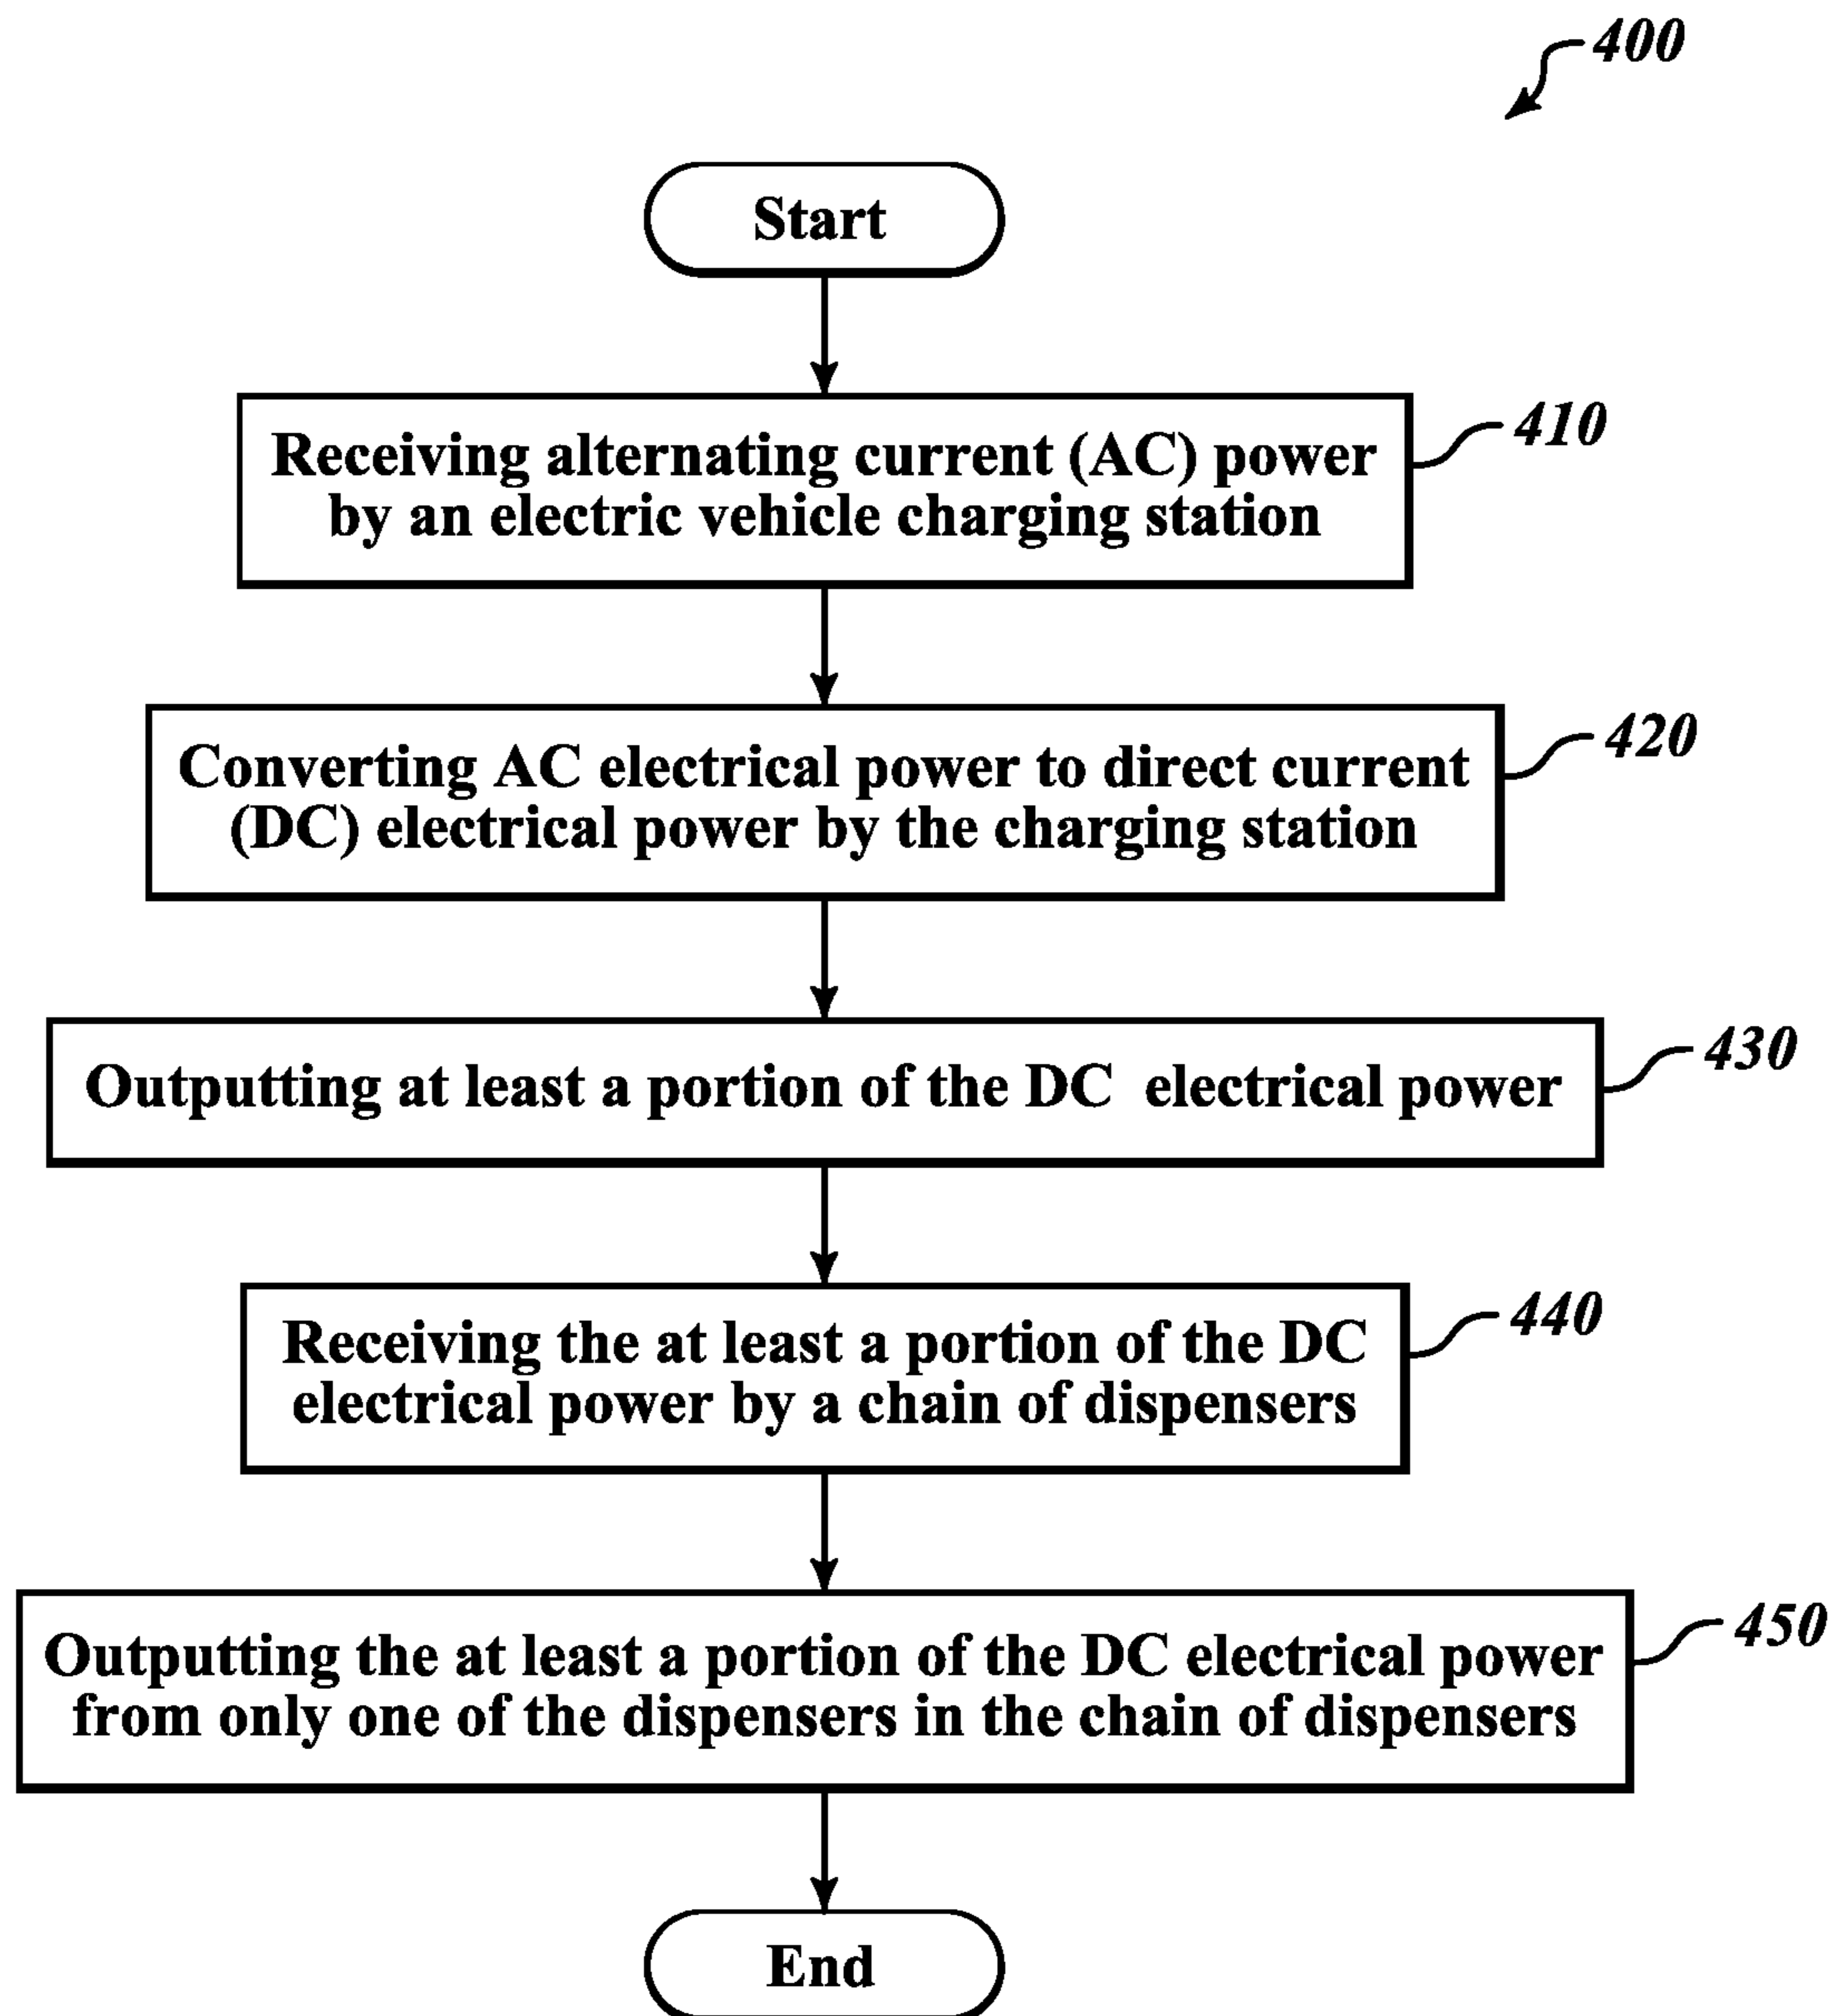 400
Start
Receiving alternating current (AC) power
by an electric vehicle charging station
410
Converting AC electrical power to direct current
(DC) electrical power by the charging station
420
Outputting at least a portion of the DC electrical power
430
Receiving the at least a portion of the DC
electrical power by a chain of dispensers
440
Outputting the at least a portion of the DC electrical power
from only one of the dispensers in the chain of dispensers
450
End